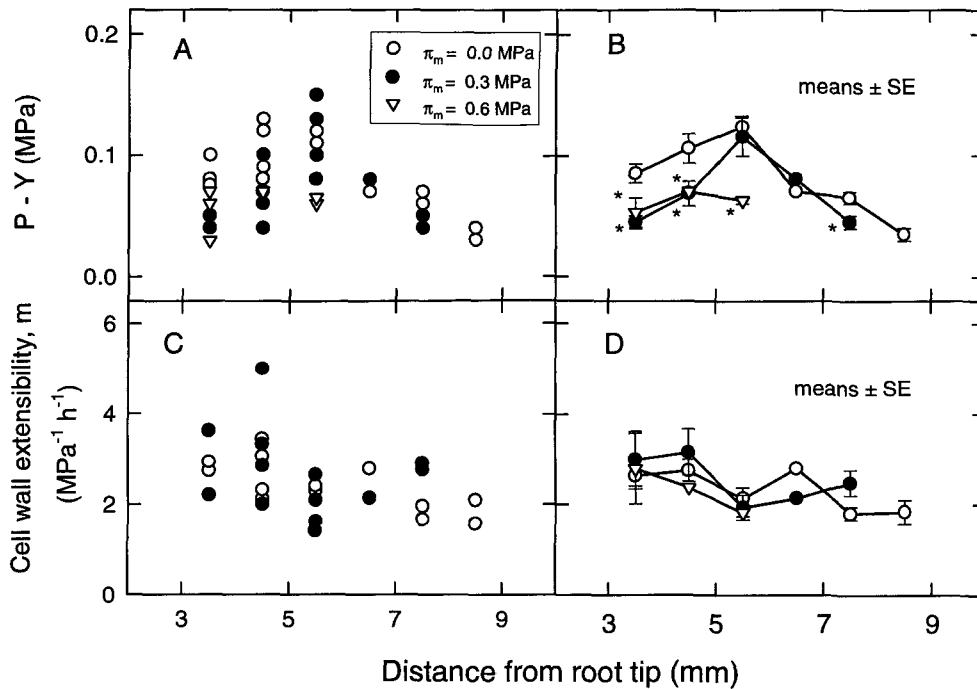 0.2
0.1
0.0
P - Y (MPa)
A
π_m = 0.0 MPa
π_m = 0.3 MPa
π_m = 0.6 MPa
B
means ± SE
*
*
*
*
*
*
6
4
2
0
Cell wall extensibility, m
(MPa⁻¹ h⁻¹)
C
D
means ± SE
3 5 7 9
3 5 7 9
Distance from root tip (mm)